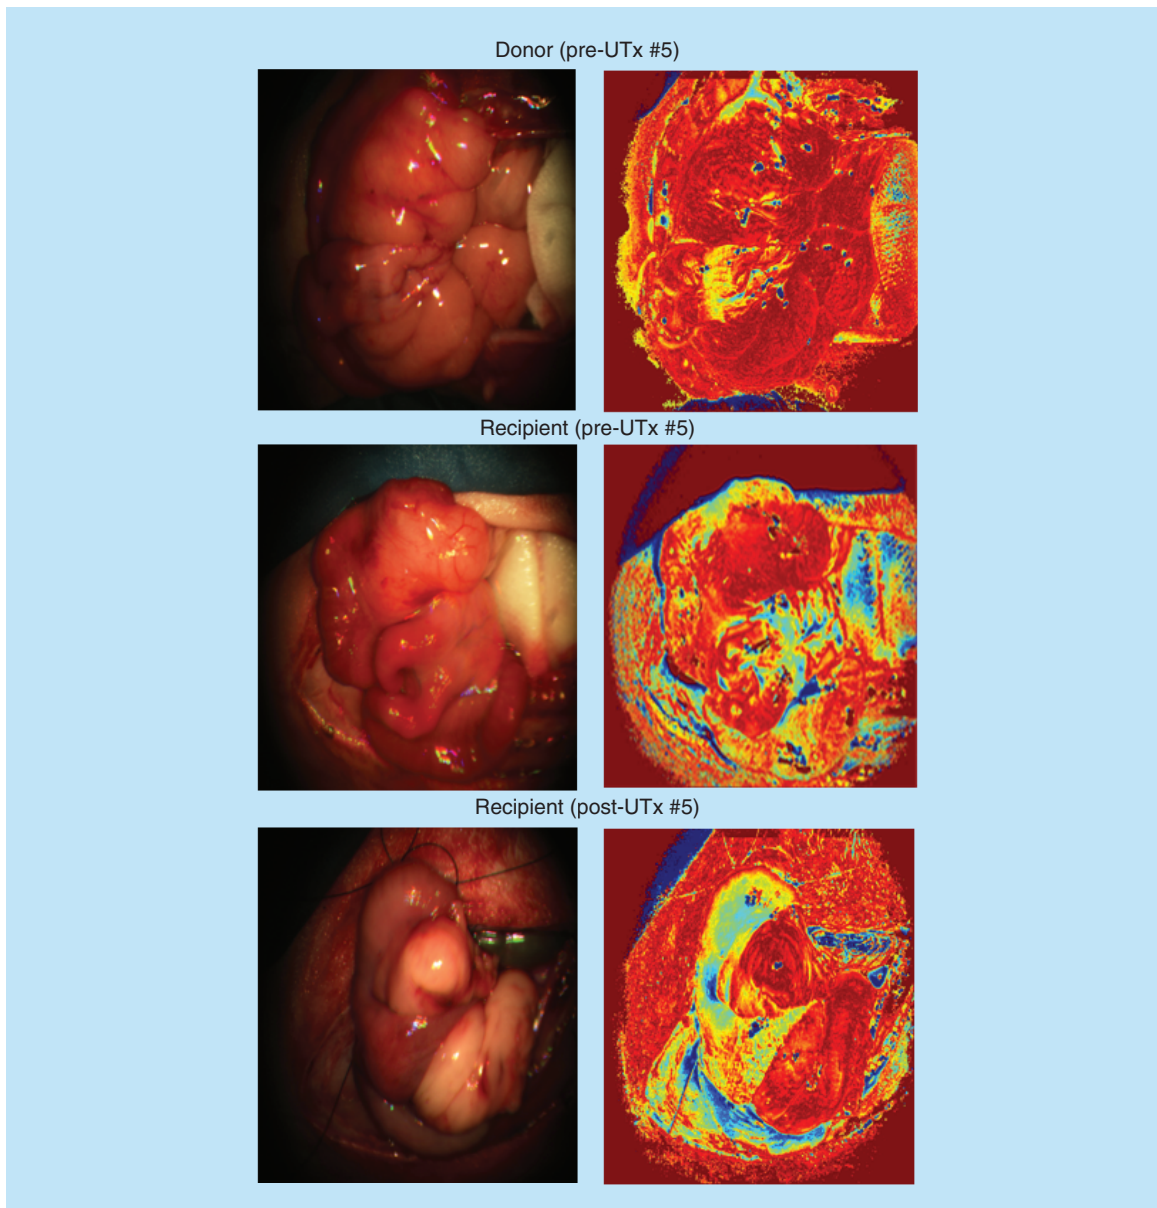 Donor (pre-UTx #5)
Recipient (pre-UTx #5)
Recipient (post-UTx #5)